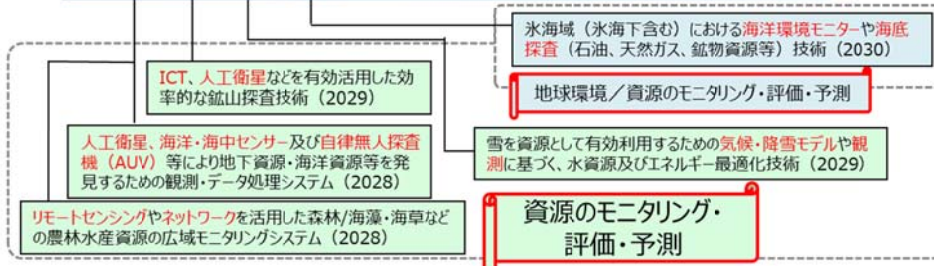 氷海域（氷海下含む）における海洋環境モニターや海底
探査（石油、天然ガス、鉱物資源等）技術（2030）
地球環境／資源のモニタリング・評価・予測
ICT、人工衛星などを有効活用した効
率的な鉱山探査技術（2029）
人工衛星、海洋・海中センサー及び自律無人探査
機（AUV）等により地下資源・海洋資源等を発
見するための観測・データ処理システム（2028）
雪を資源として有効利用するための気候・降雪モデルや観
測に基づく、水資源及びエネルギー最適化技術（2029）
リモートセンシングやネットワークを活用した森林/海藻・海草など
の農林水産資源の広域モニタリングシステム（2028）
資源のモニタリング・
評価・予測